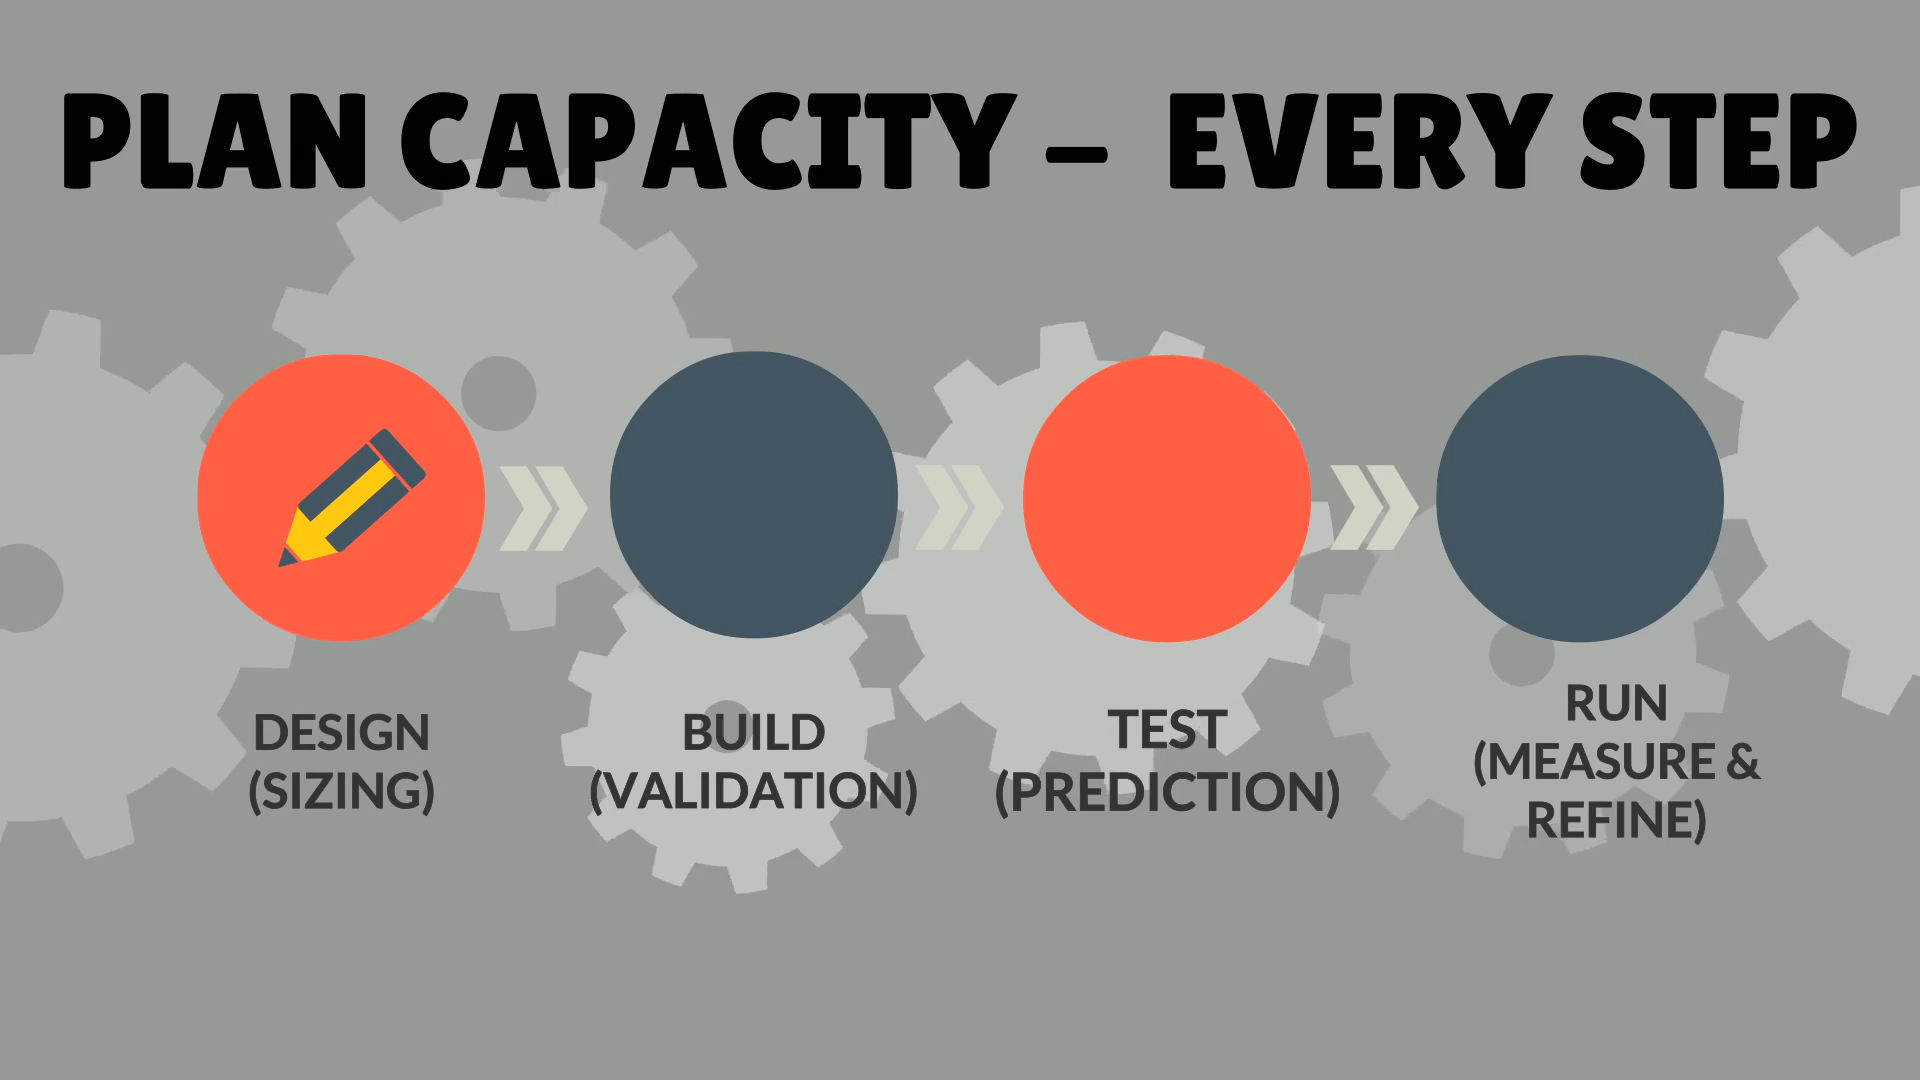 PLAN CAPACITY – EVERY STEP
DESIGN
(SIZING)
BUILD
(VALIDATION)
TEST
(PREDICTION)
RUN
(MEASURE &
REFINE)